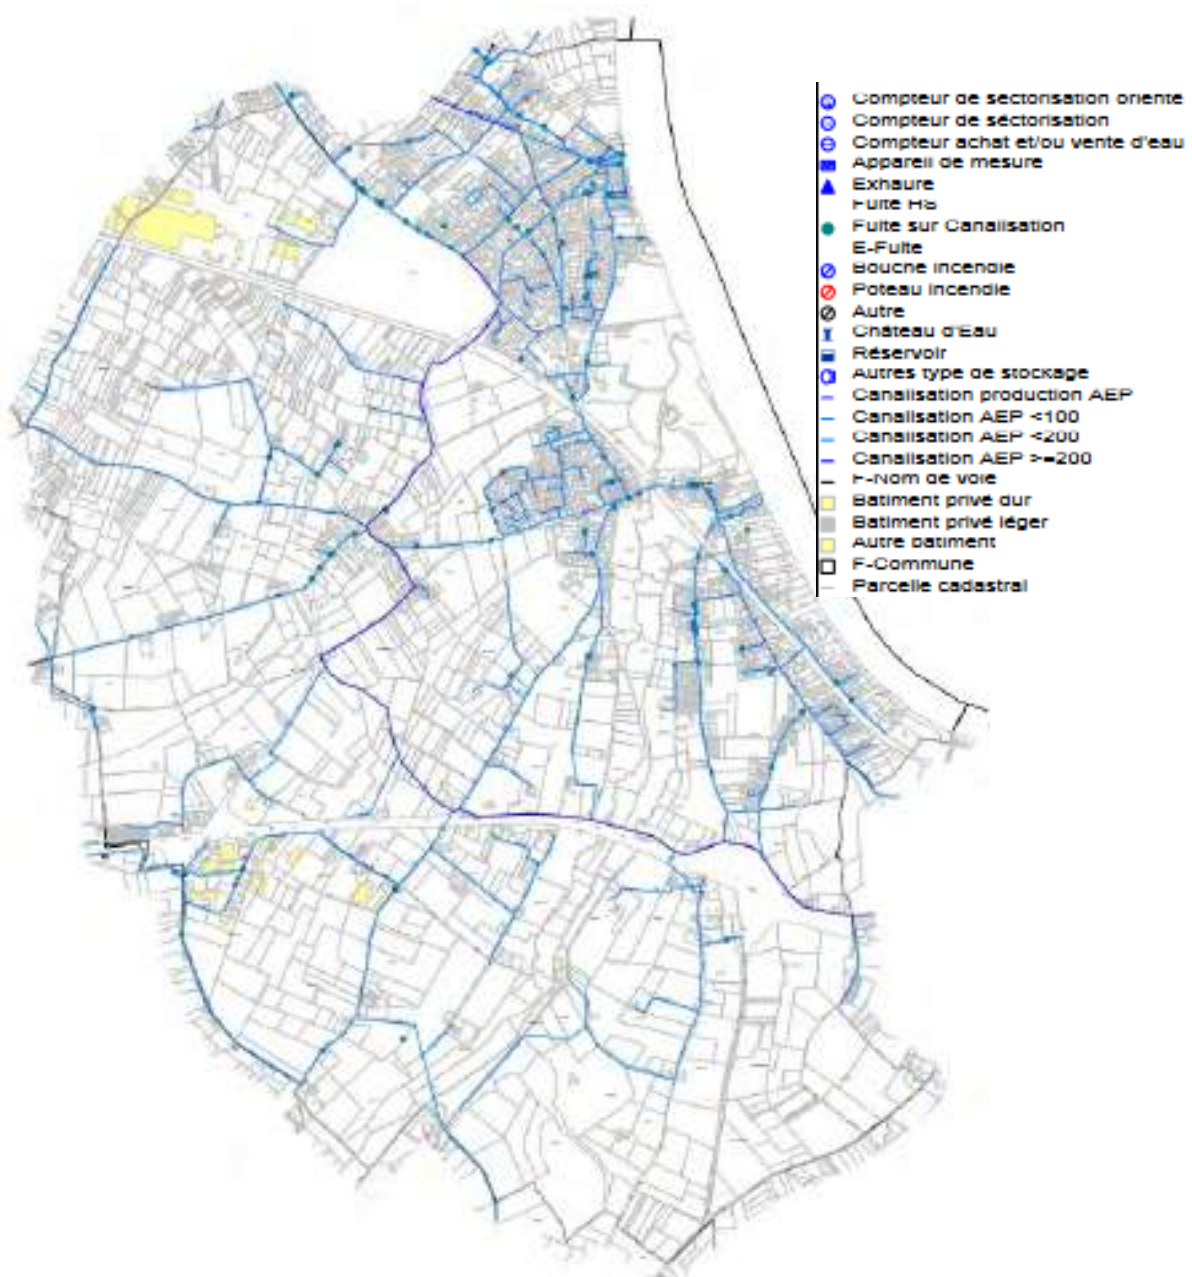 Compteur de sectorisation orienté
Compteur de séctorisation
Compteur achat et/ou vente d'eau
Appareil de mesure
Exhaure
Fuite HS
Fuite sur Canalisation
E-Fuite
Bouche incendie
Poteau incendie
Autre
Château d'Eau
Réservoir
Autres type de stockage
Canalisation production AEP
Canalisation AEP <100
Canalisation AEP <200
Canalisation AEP >=200
F-Nom de voie
Batiment privé dur
Batiment privé léger
Autre batiment
F-Commune
Parcelle cadastral